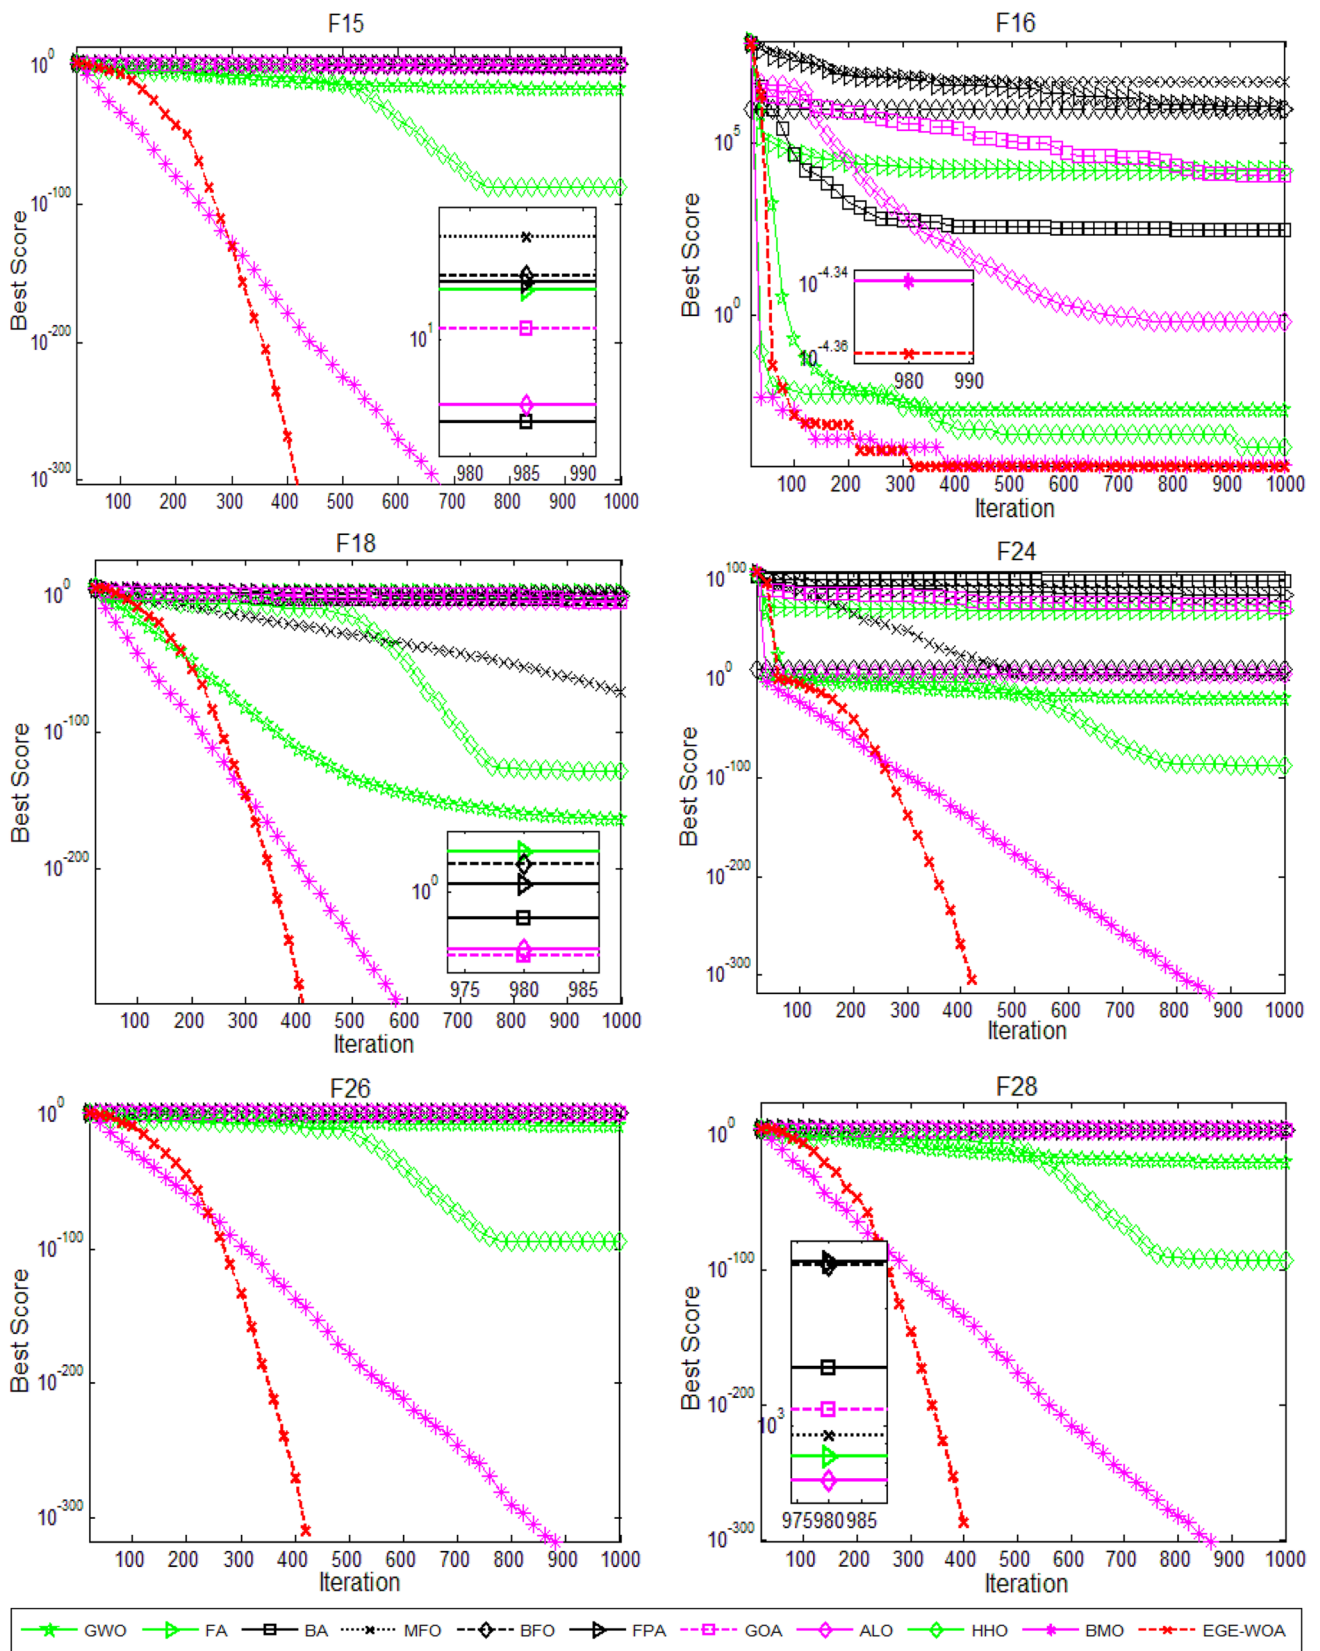 F15
10^0
10^-100
10^-200
10^-300
Best Score
10^1
980 985 990
100 200 300 400 500 600 700 800 900 1000
Iteration
F16
10^5
10^0
Best Score
10^-4.34
10^-4.36
980 990
100 200 300 400 500 600 700 800 900 1000
Iteration
F18
10^0
10^-100
10^-200
Best Score
10^0
975 980 985
100 200 300 400 500 600 700 800 900 1000
Iteration
F24
10^100
10^0
10^-100
10^-200
10^-300
Best Score
100 200 300 400 500 600 700 800 900 1000
Iteration
F26
10^0
10^-100
10^-200
10^-300
Best Score
100 200 300 400 500 600 700 800 900 1000
Iteration
F28
10^0
10^-100
10^-200
10^-300
Best Score
10^3
975 980 985
100 200 300 400 500 600 700 800 900 1000
Iteration
GWO FA BA MFO BFO FPA GOA ALO HHO BMO EGE-WOA